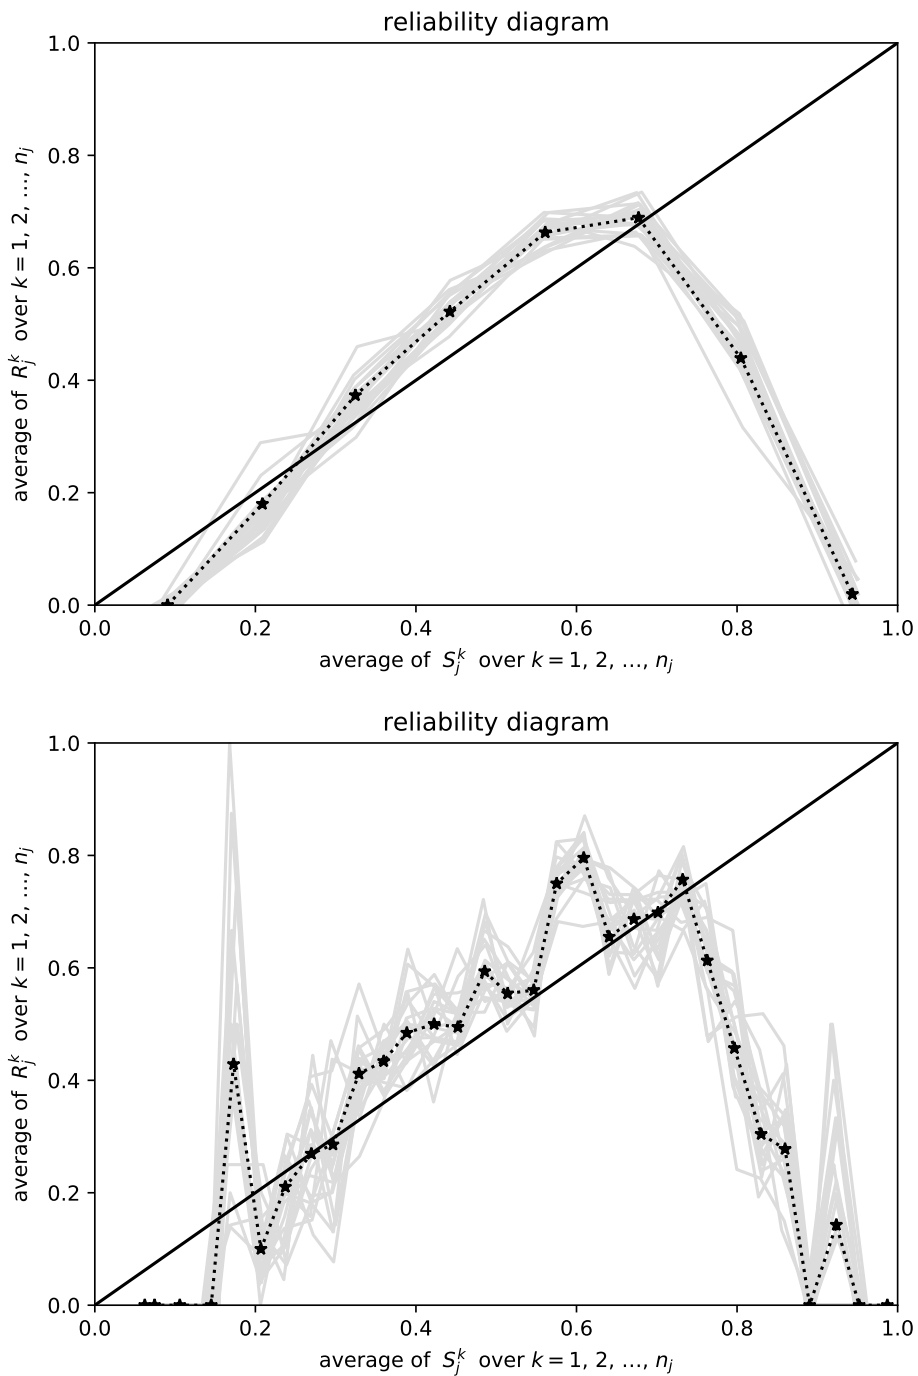 reliability diagram
1.0
0.8
0.6
0.4
0.2
0.0
average of R_j^k over k = 1, 2, ..., n_j
0.0 0.2 0.4 0.6 0.8 1.0
average of S_j^k over k = 1, 2, ..., n_j
reliability diagram
1.0
0.8
0.6
0.4
0.2
0.0
average of R_j^k over k = 1, 2, ..., n_j
0.0 0.2 0.4 0.6 0.8 1.0
average of S_j^k over k = 1, 2, ..., n_j